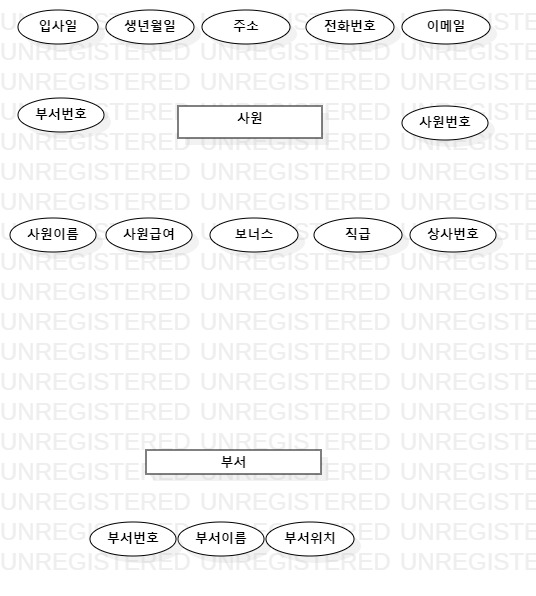 입사일 생년월일 주소 전화번호 이메일
부서번호 사원 사원번호
사원이름 사원급여 보너스 직급 상사번호
부서
부서번호 부서이름 부서위치
UNREGISTERED